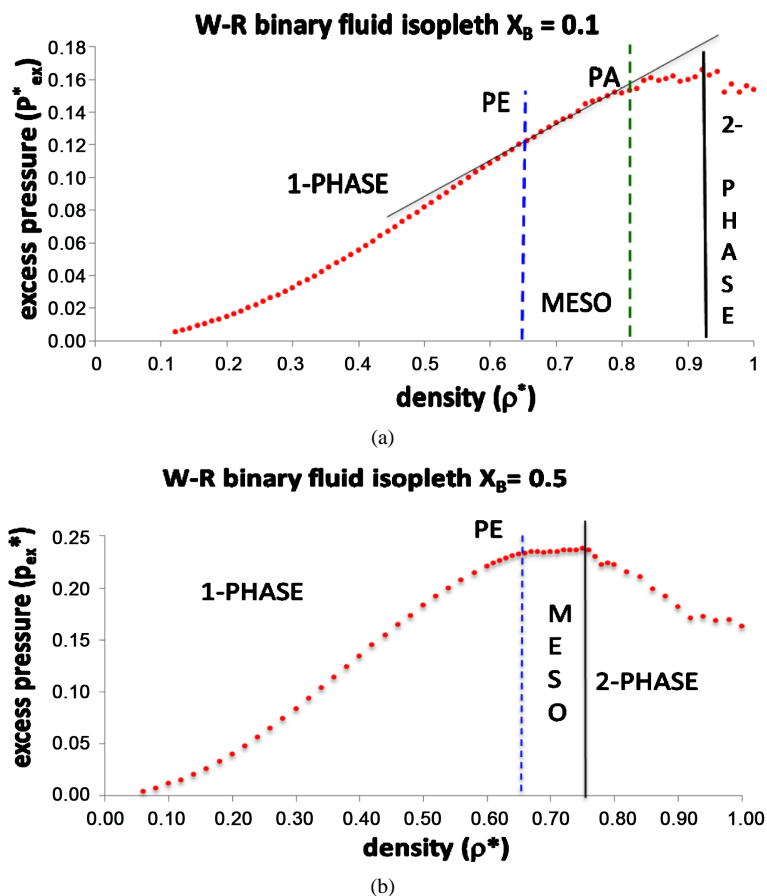 W-R binary fluid isopleth X_B = 0.1
excess pressure (P*_ex)
0.18
0.16
0.14
0.12
0.10
0.08
0.06
0.04
0.02
0.00
1-PHASE
PE
PA
MESO
2-
PHASE
0 0.1 0.2 0.3 0.4 0.5 0.6 0.7 0.8 0.9 1
density (ρ*)
(a)
W-R binary fluid isopleth X_B= 0.5
excess pressure (p_ex*)
0.25
0.20
0.15
0.10
0.05
0.00
1-PHASE
PE
MESO
2-PHASE
0.00 0.10 0.20 0.30 0.40 0.50 0.60 0.70 0.80 0.90 1.00
density (ρ*)
(b)